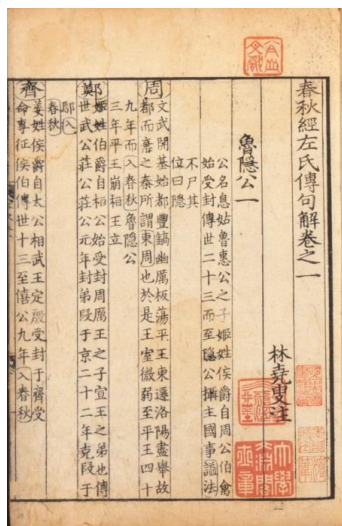 春秋經左氏傳句解卷之一
林堯叟注
魯隱公一
公名息姑魯惠公之子姬姓侯爵自周公伯禽
始受封傳世二十三而至隱公攝主國事諡法
不尸其
位曰隱
周
文武開基始都豐鎬幽厲板蕩平王東遷洛陽盡舉故
都而棄之秦所謂東周也於是王室微弱至平王四十
九年而入春秋魯隱公
三年平王崩桓王立
鄭
姬姓伯爵自桓公始受封周厲王之子宣王之弟也傳
世武公莊公莊公元年封弟段于京二十二年克段于
鄢入
春秋
齊
姜姓侯爵自太公相武王定殷受封于齊受
命專征侯伯傳世十三至僖公九年入春秋